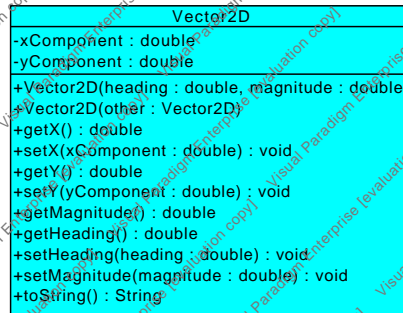 Vector2D
-xComponent : double
-yComponent : double
+Vector2D(heading : double, magnitude : double
+Vector2D(other : Vector2D)
+getX() : double
+setX(xComponent : double) : void
+getY() : double
+setY(yComponent : double) : void
+getMagnitude() : double
+getHeading() : double
+setHeading(heading : double) : void
+setMagnitude(magnitude : double) : void
+toString() : String